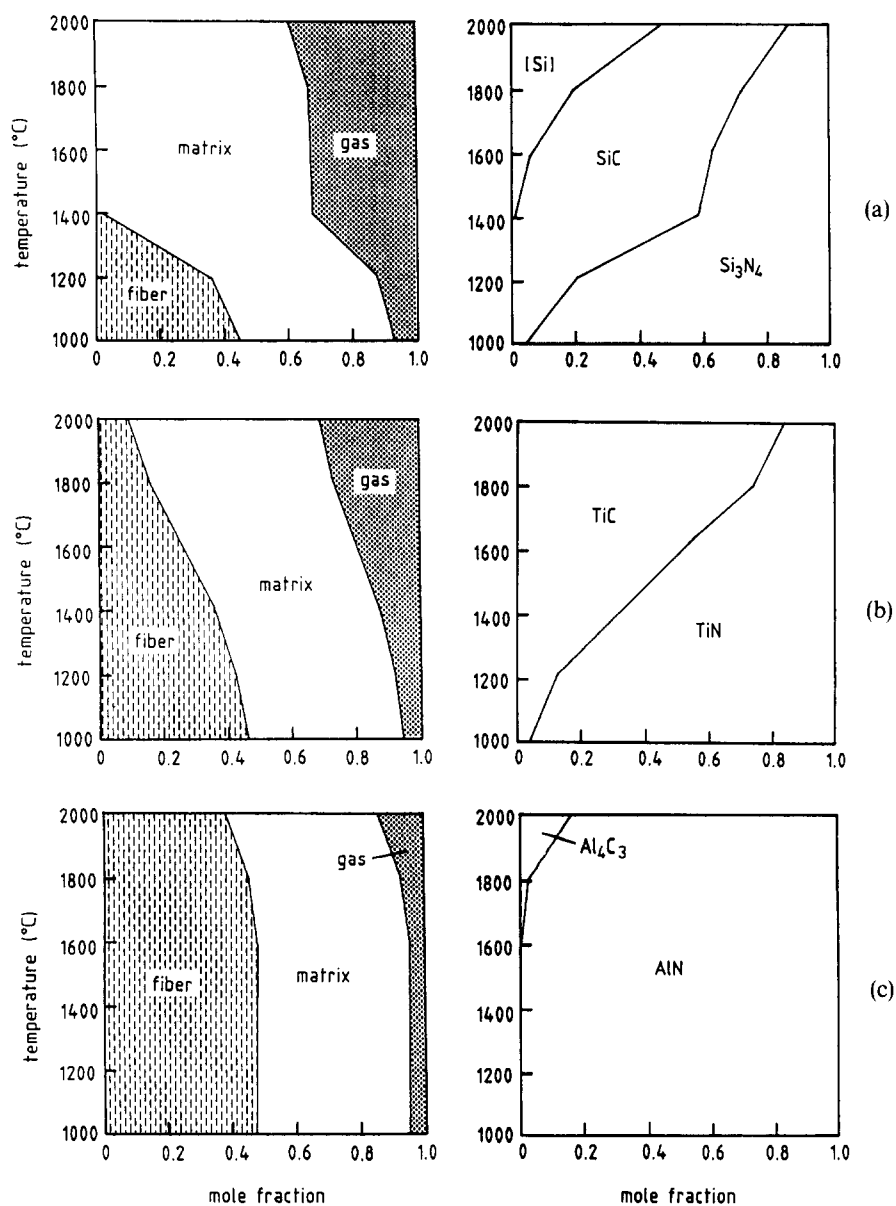 2000
1800
1600
1400
1200
1000
temperature (°C)
matrix
gas
fiber
0 0.2 0.4 0.6 0.8 1.0
2000
1800
1600
1400
1200
1000
[Si]
SiC
Si₃N₄
0 0.2 0.4 0.6 0.8 1.0
(a)
2000
1800
1600
1400
1200
1000
temperature (°C)
gas
matrix
fiber
0 0.2 0.4 0.6 0.8 1.0
2000
1800
1600
1400
1200
1000
TiC
TiN
0 0.2 0.4 0.6 0.8 1.0
(b)
2000
1800
1600
1400
1200
1000
temperature (°C)
gas
fiber
matrix
0 0.2 0.4 0.6 0.8 1.0
mole fraction
2000
1800
1600
1400
1200
1000
Al₄C₃
AlN
0 0.2 0.4 0.6 0.8 1.0
mole fraction
(c)